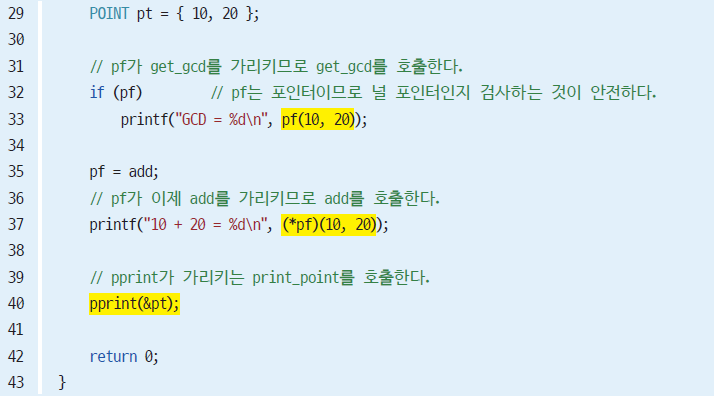 29 POINT pt = { 10, 20 };
30
31 // pf가 get_gcd를 가리키므로 get_gcd를 호출한다.
32 if (pf) // pf는 포인터이므로 널 포인터인지 검사하는 것이 안전하다.
33 printf("GCD = %d\n", pf(10, 20));
34
35 pf = add;
36 // pf가 이제 add를 가리키므로 add를 호출한다.
37 printf("10 + 20 = %d\n", (*pf)(10, 20));
38
39 // pprint가 가리키는 print_point를 호출한다.
40 pprint(&pt);
41
42 return 0;
43 }